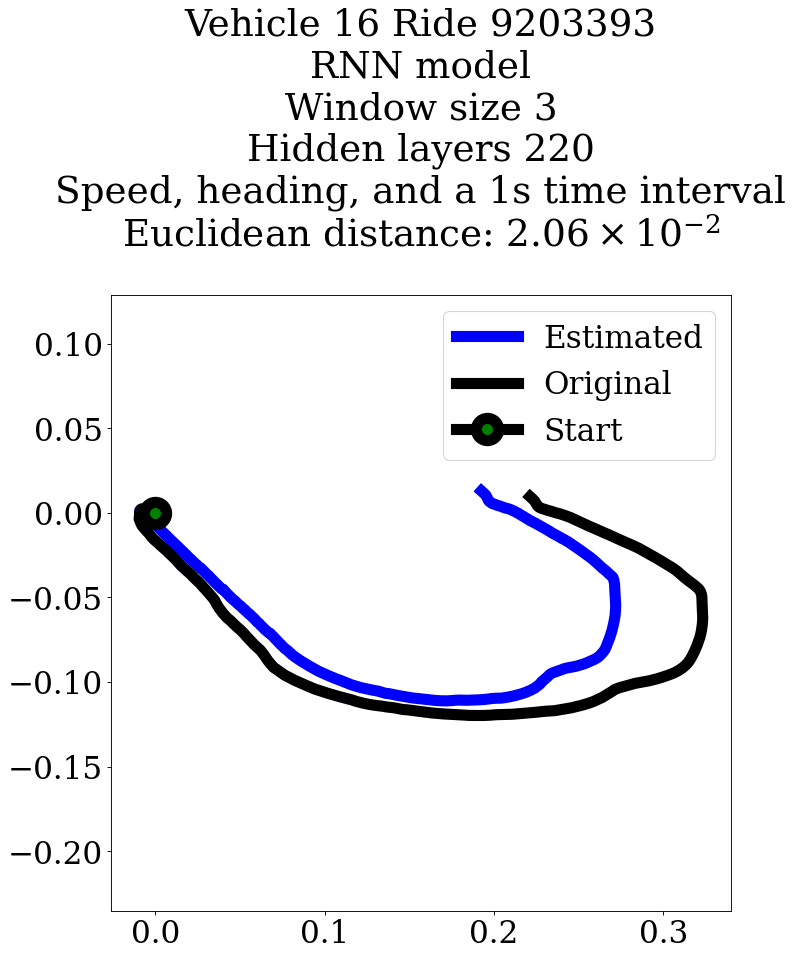 Vehicle 16 Ride 9203393
RNN model
Window size 3
Hidden layers 220
Speed, heading, and a 1s time interval
Euclidean distance: 2.06 × 10⁻²
Estimated
Original
Start
0.10
0.05
0.00
−0.05
−0.10
−0.15
−0.20
0.0 0.1 0.2 0.3